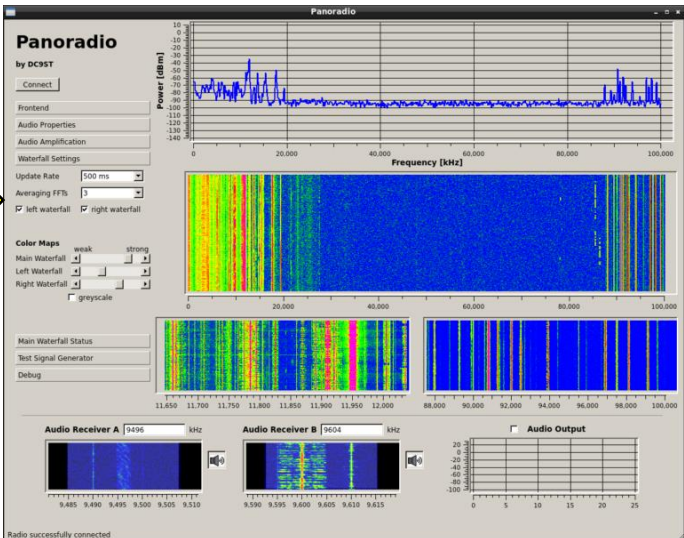 Panoradio
Panoradio
by DC9ST
Connect
Frontend
Audio Properties
Audio Amplification
Waterfall Settings
Update Rate 500 ms
Averaging FFTs 3
left waterfall right waterfall
Color Maps
weak strong
Main Waterfall
Left Waterfall
Right Waterfall
greyscale
Main Waterfall Status
Test Signal Generator
Debug
Power [dBm]
10
0
-10
-20
-30
-40
-50
-60
-70
-80
-90
-100
-110
-120
-130
-140
0 20,000 40,000 60,000 80,000 100,000
Frequency [kHz]
0 20,000 40,000 60,000 80,000 100,000
11,650 11,700 11,750 11,800 11,850 11,900 11,950 12,000
88,000 90,000 92,000 94,000 96,000 98,000 100,000
Audio Receiver A 9496 kHz
9,485 9,490 9,495 9,500 9,505 9,510
Audio Receiver B 9604 kHz
9,590 9,595 9,600 9,605 9,610 9,615
Audio Output
20
0
-20
-40
-60
-80
-100
0 5 10 15 20 25
Radio successfully connected